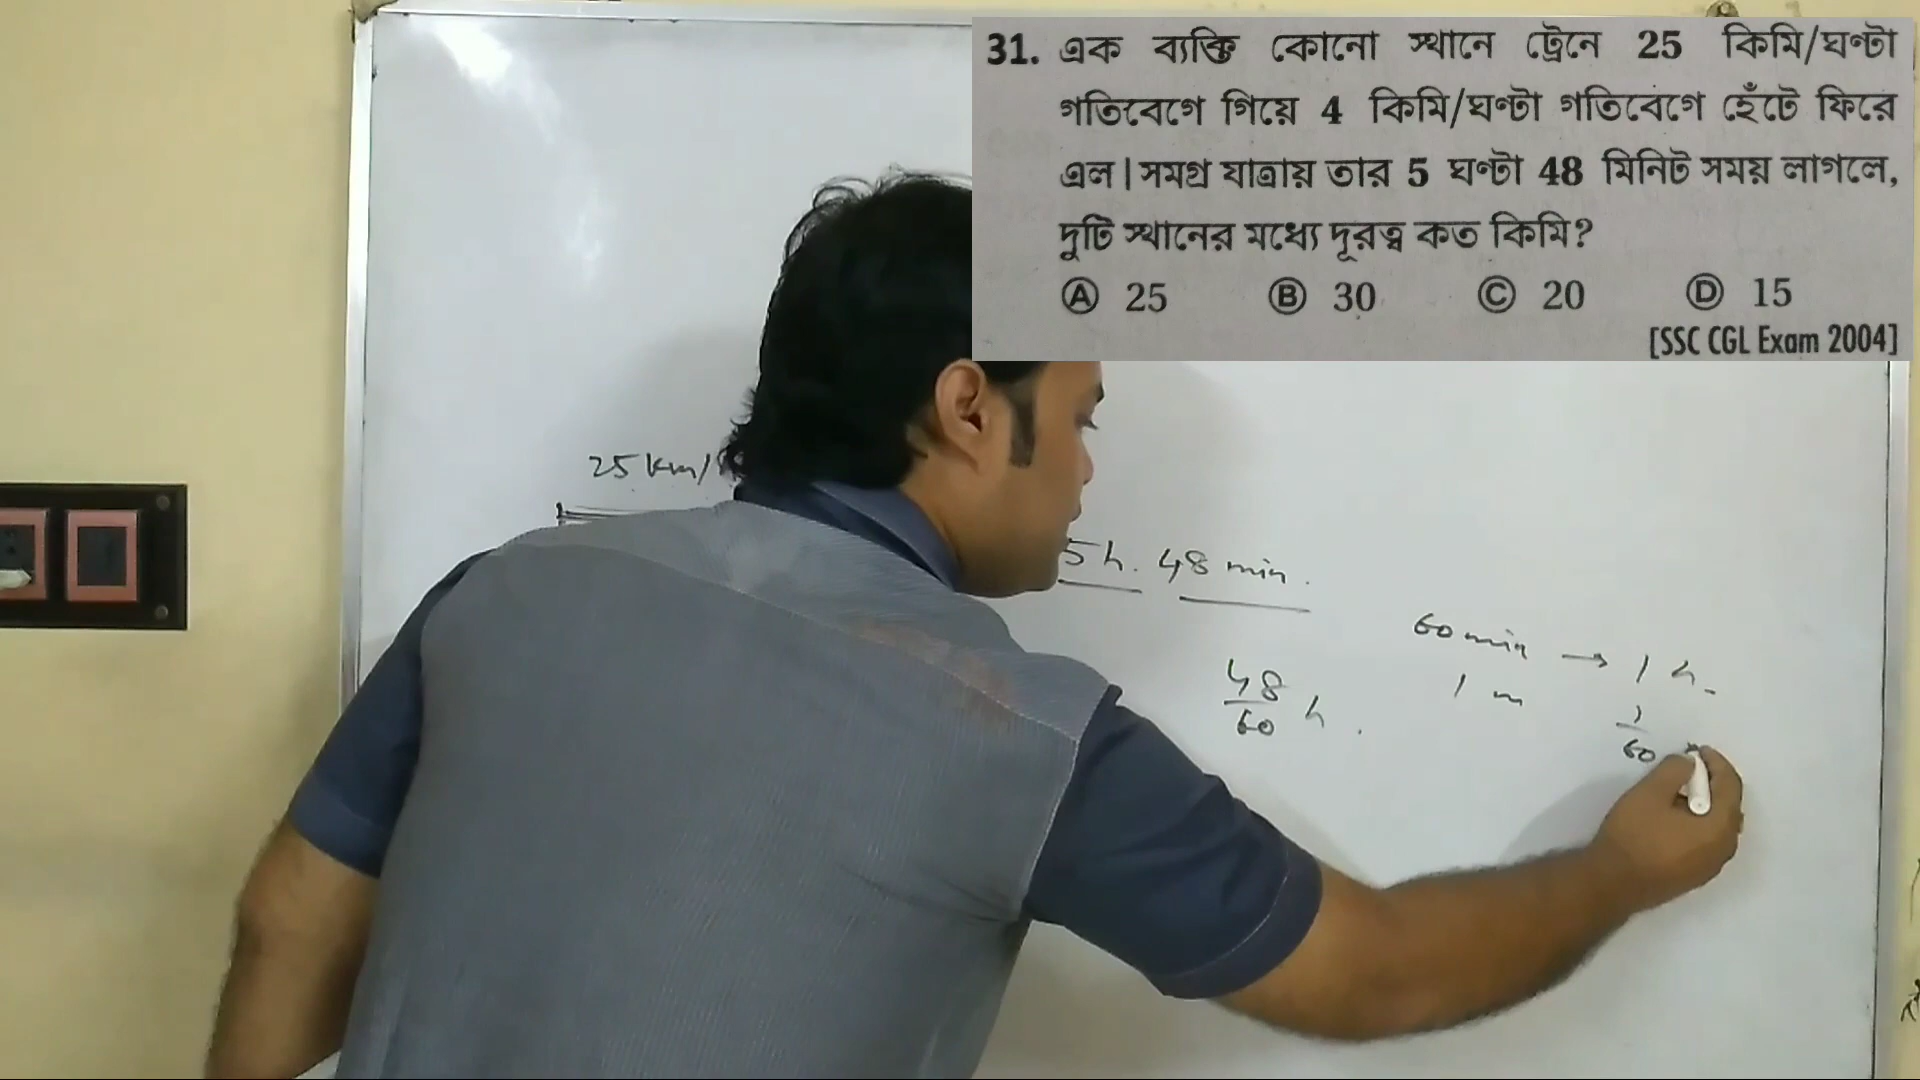 31. এক ব্যক্তি কোনো স্থানে ট্রেনে 25 কিমি/ঘণ্টা
গতিবেগে গিয়ে 4 কিমি/ঘণ্টা গতিবেগে হেঁটে ফিরে
এল। সমগ্র যাত্রায় তার 5 ঘণ্টা 48 মিনিট সময় লাগলে,
দুটি স্থানের মধ্যে দূরত্ব কত কিমি?
Ⓐ 25 Ⓑ 30 Ⓒ 20 Ⓓ 15
[SSC CGL Exam 2004]
25 km/
5 h. 48 min.
60 min → 1 h.
1 m 1/60
48/60 h.